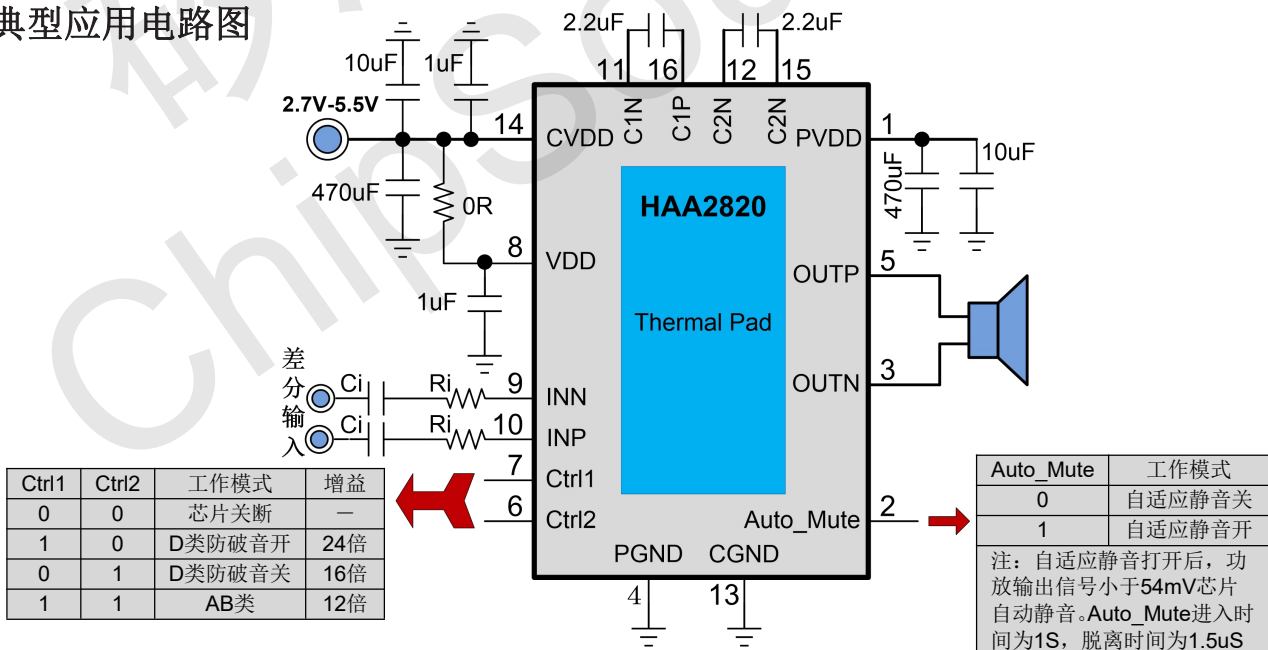 典型应用电路图
2.2uF
2.2uF
10uF
1uF
11
16
12
15
2.7V-5.5V
C1N
C1P
C2N
C2N
14
CVDD
PVDD
1
470uF
0R
470uF
10uF
HAA2820
8
VDD
OUTP
5
1uF
Thermal Pad
差分输入
Ci
Ri
9
INN
OUTN
3
Ci
Ri
10
INP
7
Ctrl1
6
Ctrl2
Auto_Mute
2
PGND
CGND
4
13
Ctrl1 Ctrl2 工作模式 增益
0 0 芯片关断 —
1 0 D类防破音开 24倍
0 1 D类防破音关 16倍
1 1 AB类 12倍
Auto_Mute 工作模式
0 自适应静音关
1 自适应静音开
注：自适应静音打开后，功
放输出信号小于54mV芯片
自动静音。Auto_Mute进入时
间为1S，脱离时间为1.5uS